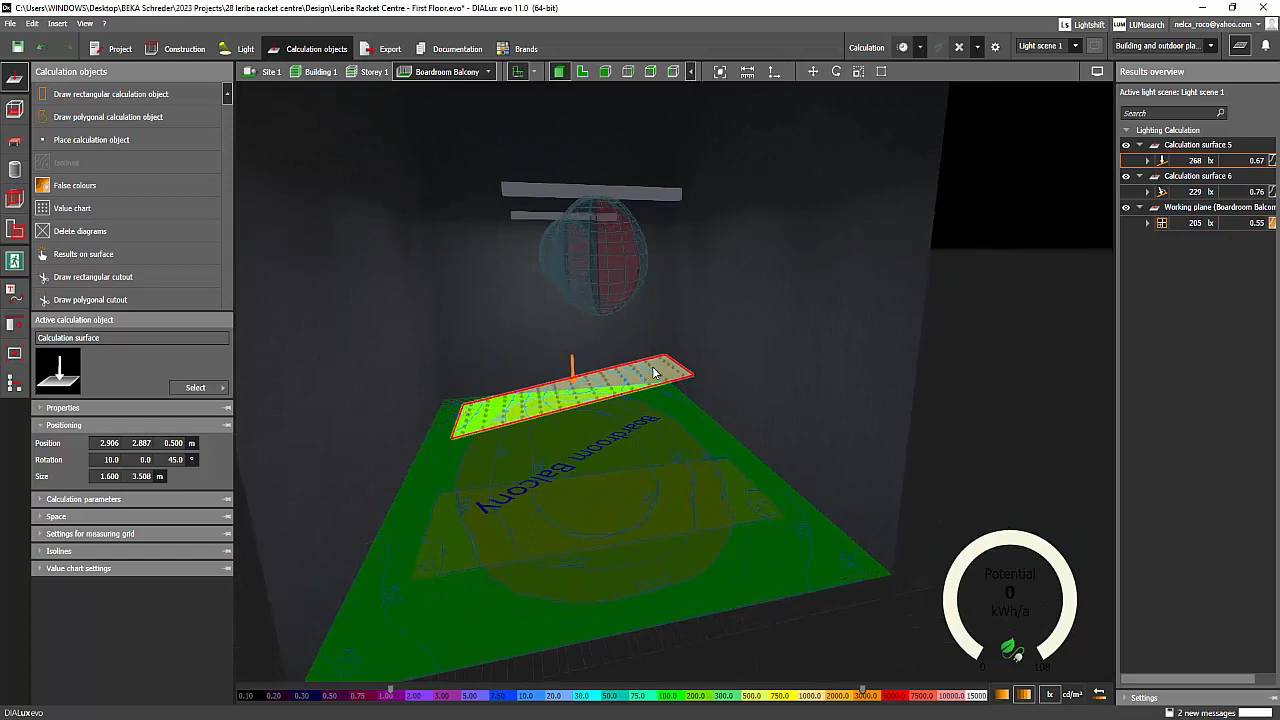 C:\Users\WINDOWS\Desktop\BEKA Schreder\2023 Projects\28 leribe racket centre\Design\Leribe Racket Centre - First Floor.evo* - DIALux evo 11.0 (64-bit)
File Edit Insert View ?
Ls Lightshift LUM LUMsearch nelca_roco@yahoo.com
Project Construction Light Calculation objects Export Documentation Brands Calculation Light scene 1 Building and outdoor pla...
Calculation objects
Site 1 Building 1 Storey 1 Boardroom Balcony
Results overview
Active light scene: Light scene 1
Search
Lighting Calculation
Calculation surface 5
268 lx 0.67
Calculation surface 6
229 lx 0.76
Working plane (Boardroom Balcon
205 lx 0.55
Draw rectangular calculation object
Draw polygonal calculation object
Place calculation object
Isolines
False colours
Value chart
Delete diagrams
Results on surface
Draw rectangular cutout
Draw polygonal cutout
Active calculation object
Calculation surface
Select
Properties
Positioning
Position 2.906 2.887 0.500 m
Rotation 10.0 0.0 45.0 °
Size 1.600 3.508 m
Calculation parameters
Space
Settings for measuring grid
Isolines
Value chart settings
Boardroom Balcony
Potential
0
kWh/a
0 108
0.10 0.20 0.30 0.50 0.75 1.00 2.00 3.00 5.00 7.50 10.0 20.0 30.0 50.0 75.0 100.0 200.0 300.0 500.0 750.0 1000.0 2000.0 3000.0 5000.0 7500.0 10000.0 15000 lx cd/m²
Settings
DIALuxevo
2 new messages